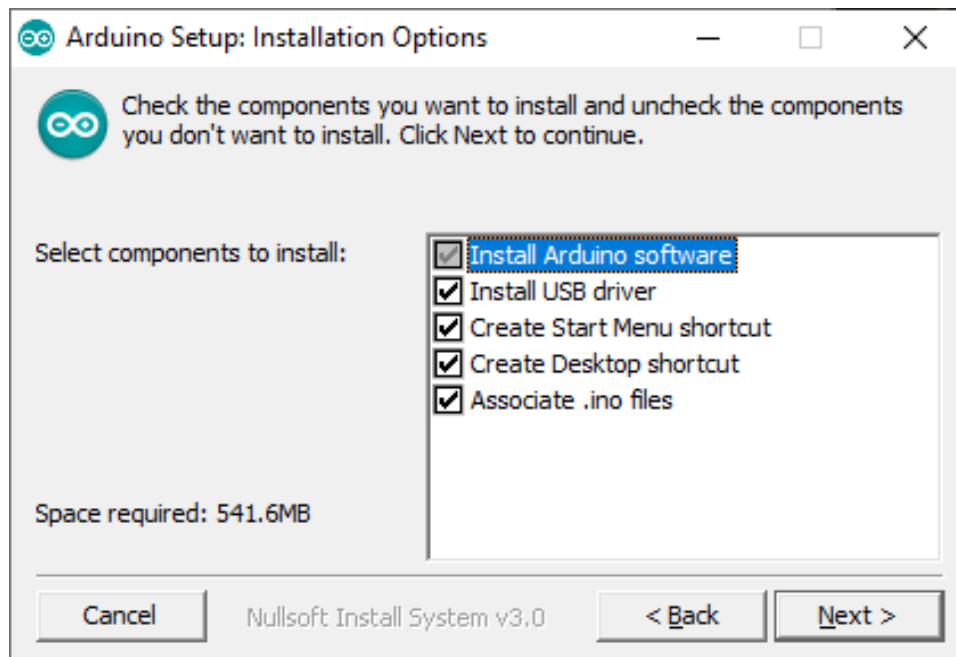 Arduino Setup: Installation Options
Check the components you want to install and uncheck the components
you don't want to install. Click Next to continue.
Select components to install:
Install Arduino software
Install USB driver
Create Start Menu shortcut
Create Desktop shortcut
Associate .ino files
Space required: 541.6MB
Cancel
Nullsoft Install System v3.0
< Back
Next >